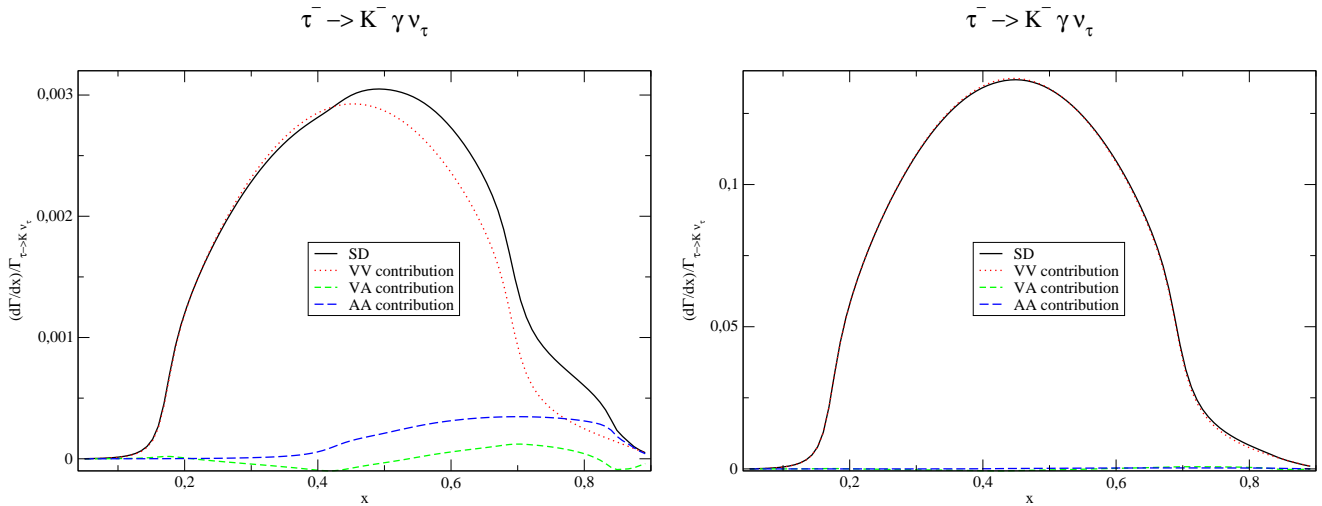 τ⁻ –> K⁻ γ ν_τ
(dΓ/dx)/Γ_τ–>K ν_τ
0,003
0,002
0,001
0
0,2
0,4
0,6
0,8
x
SD
VV contribution
VA contribution
AA contribution
τ⁻ –> K⁻ γ ν_τ
(dΓ/dx)/Γ_τ–>K ν_τ
0,1
0,05
0
0,2
0,4
0,6
0,8
x
SD
VV contribution
VA contribution
AA contribution